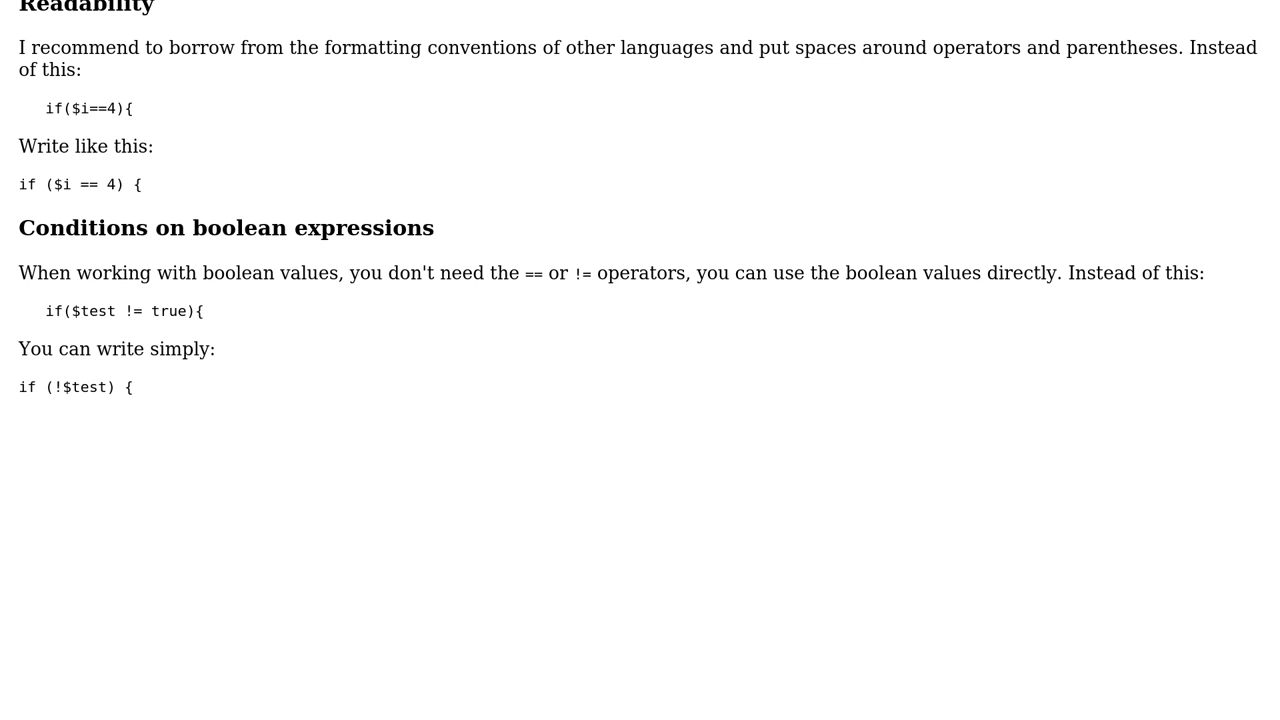 Readability
I recommend to borrow from the formatting conventions of other languages and put spaces around operators and parentheses. Instead
of this:
if($i==4){
Write like this:
if ($i == 4) {
Conditions on boolean expressions
When working with boolean values, you don't need the == or != operators, you can use the boolean values directly. Instead of this:
if($test != true){
You can write simply:
if (!$test) {